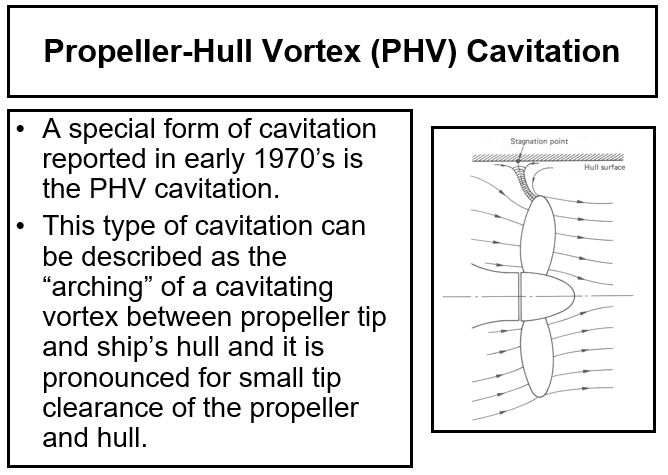 Propeller-Hull Vortex (PHV) Cavitation
• A special form of cavitation
reported in early 1970’s is
the PHV cavitation.
• This type of cavitation can
be described as the
“arching” of a cavitating
vortex between propeller tip
and ship’s hull and it is
pronounced for small tip
clearance of the propeller
and hull.
Stagnation point
Hull surface